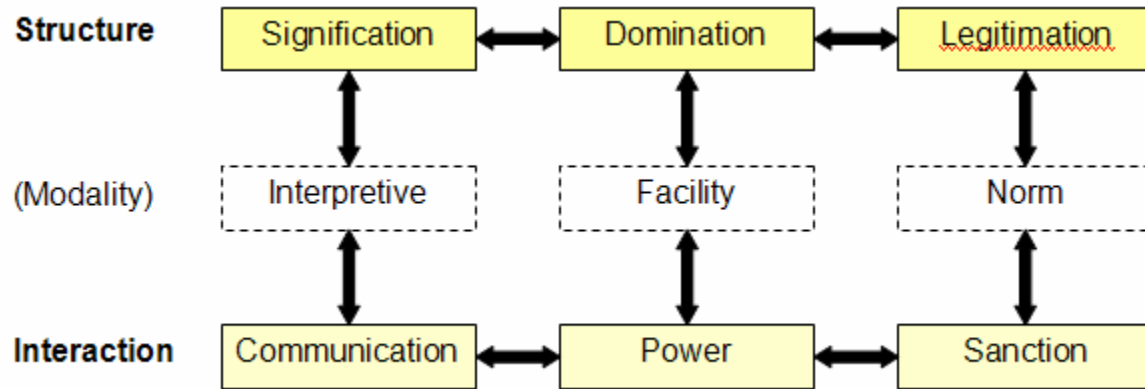 Structure Signification Domination Legitimation
(Modality) Interpretive Facility Norm
Interaction Communication Power Sanction